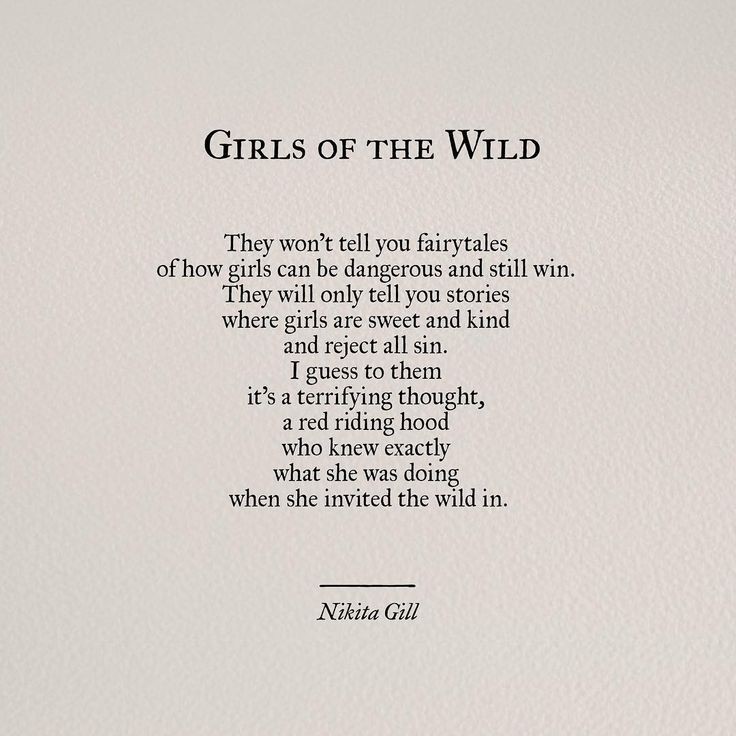 Girls of the Wild
They won't tell you fairytales
of how girls can be dangerous and still win.
They will only tell you stories
where girls are sweet and kind
and reject all sin.
I guess to them
it's a terrifying thought,
a red riding hood
who knew exactly
what she was doing
when she invited the wild in.
Nikita Gill